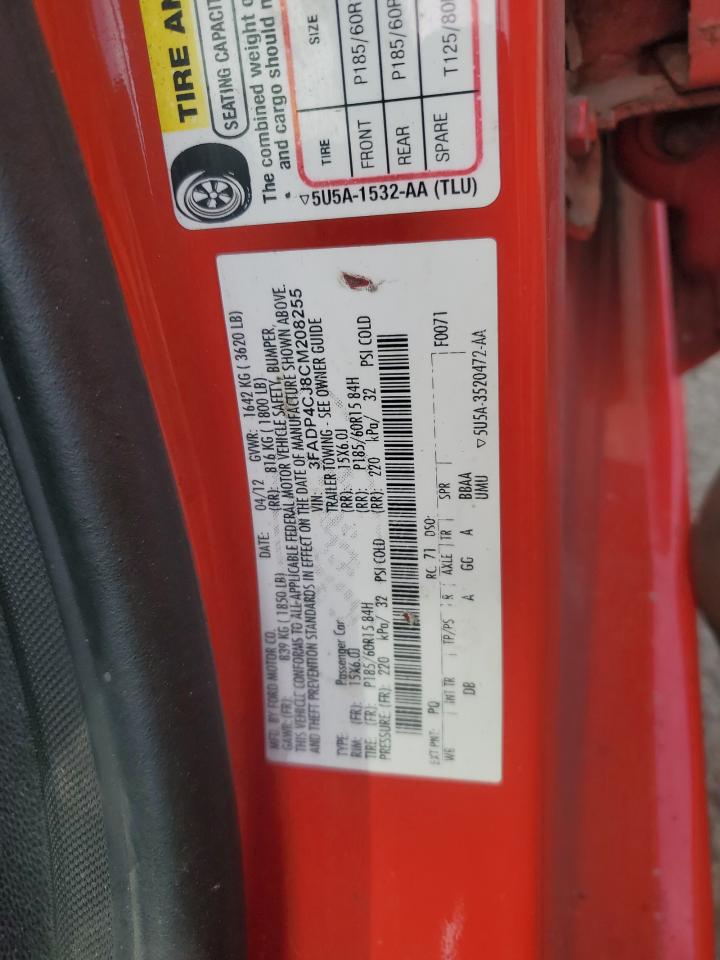 TIRE AN
SEATING CAPACIT
The combined weight o
and cargo should n
TIRE SIZE
FRONT P185/60R1
REAR P185/60R
SPARE T125/80
▽5U5A-1532-AA (TLU)
MFD. BY FORD MOTOR CO. DATE: 04/12 GVWR: 1642 KG ( 3620 LB)
GAWR: (FR): 839 KG ( 1850 LB) (RR): 816 KG ( 1800 LB)
THIS VEHICLE CONFORMS TO ALL APPLICABLE FEDERAL MOTOR VEHICLE SAFETY, BUMPER,
AND THEFT PREVENTION STANDARDS IN EFFECT ON THE DATE OF MANUFACTURE SHOWN ABOVE.
VIN: 3FADP4CJ8CM208255
TYPE: Passenger Car TRAILER TOWING - SEE OWNER GUIDE
RIM: (FR): 15X6.0J (RR): 15X6.0J
TIRE: (FR): P185/60R15 84H (RR): P185/60R15 84H
PRESSURE: (FR): 220 kPa/ 32 PSI COLD (RR): 220 kPa/ 32 PSI COLD
EXT PNT: PQ RC: 71 DSO: F0071
WB INT TR TP/PS R AXLE TR SPR
DB A GG A BBAA
UMU
▽5U5A-3520472-AA